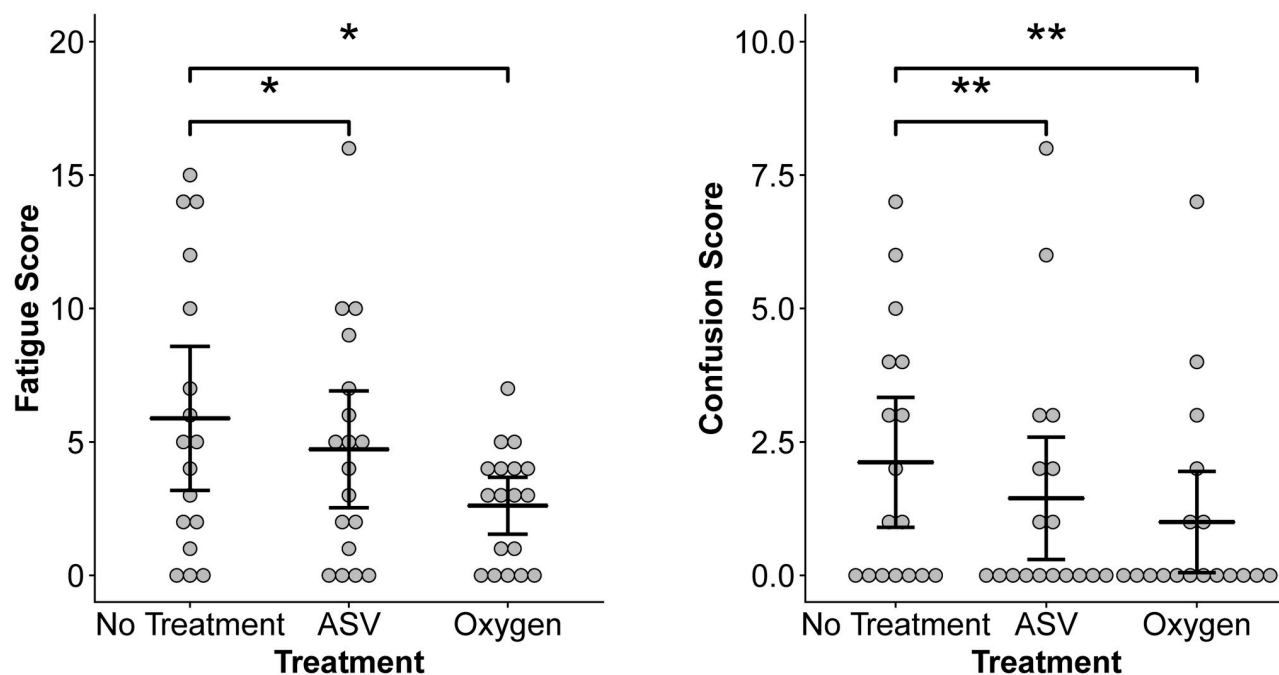 20
15
10
5
0
Fatigue Score
*
*
No Treatment ASV Oxygen
Treatment
10.0
7.5
5.0
2.5
0.0
Confusion Score
**
**
No Treatment ASV Oxygen
Treatment